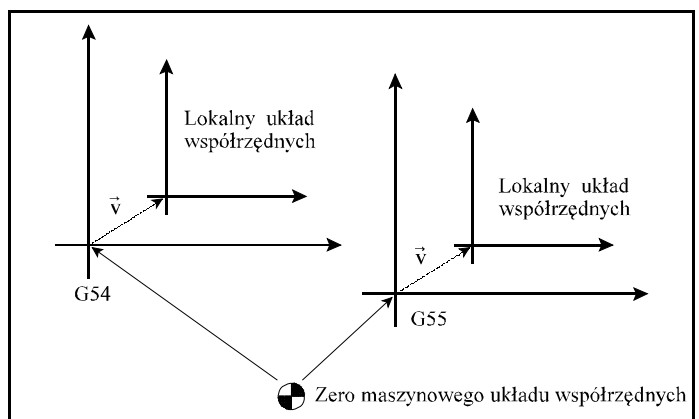 Lokalny układ
współrzędnych
v
G54
Lokalny układ
współrzędnych
v
G55
Zero maszynowego układu współrzędnych